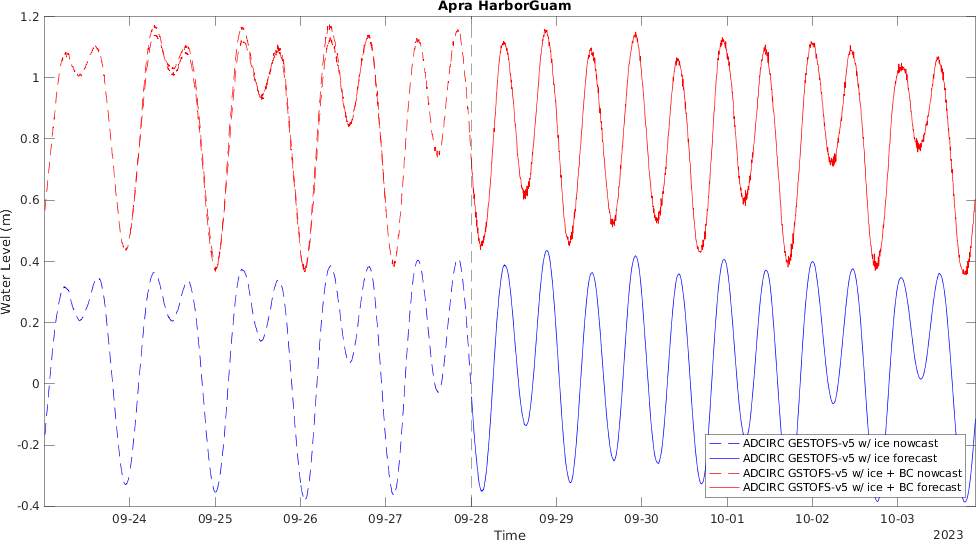 Apra HarborGuam
1.2
1
0.8
0.6
0.4
0.2
0
-0.2
-0.4
Water Level (m)
ADCIRC GESTOFS-v5 w/ ice nowcast
ADCIRC GESTOFS-v5 w/ ice forecast
ADCIRC GSTOFS-v5 w/ ice + BC nowcast
ADCIRC GSTOFS-v5 w/ ice + BC forecast
09-24 09-25 09-26 09-27 09-28 09-29 09-30 10-01 10-02 10-03
Time
2023